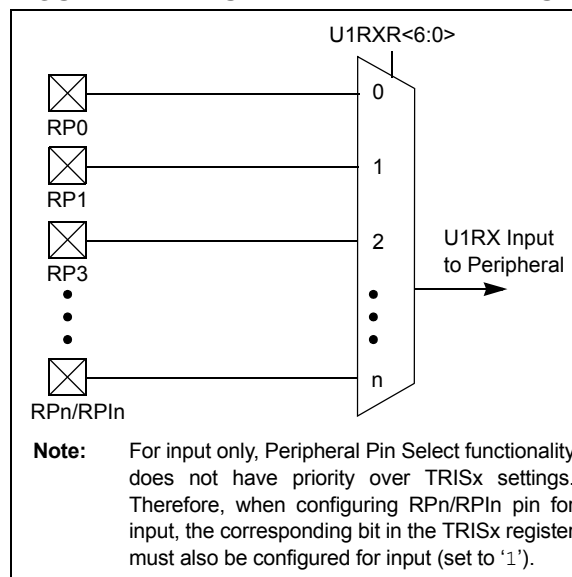 U1RXR<6:0>
0
RP0
1
RP1
2
RP3
U1RX Input
to Peripheral
n
RPn/RPIn
Note: For input only, Peripheral Pin Select functionality
does not have priority over TRISx settings.
Therefore, when configuring RPn/RPIn pin for
input, the corresponding bit in the TRISx register
must also be configured for input (set to ‘1’).